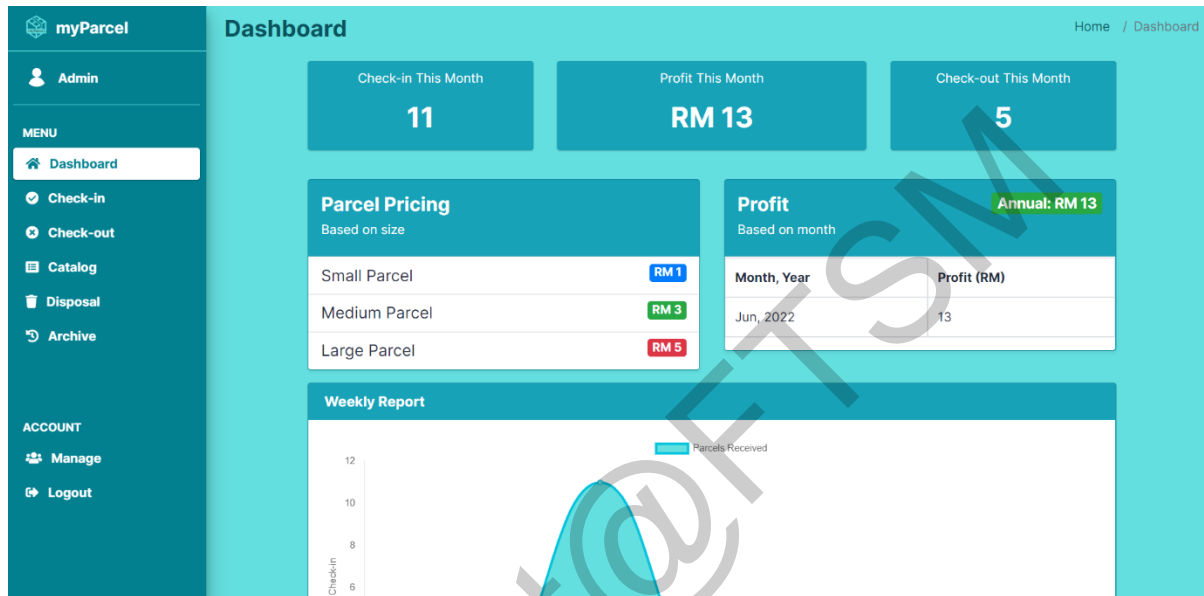 myParcel
Admin
MENU
Dashboard
Check-in
Check-out
Catalog
Disposal
Archive
ACCOUNT
Manage
Logout
Dashboard
Home / Dashboard
Check-in This Month
11
Profit This Month
RM 13
Check-out This Month
5
Parcel Pricing
Based on size
Small Parcel RM 1
Medium Parcel RM 3
Large Parcel RM 5
Profit Annual: RM 13
Based on month
Month, Year Profit (RM)
Jun, 2022 13
Weekly Report
Parcels Received
12
10
8
6
Check-in
@FTSM